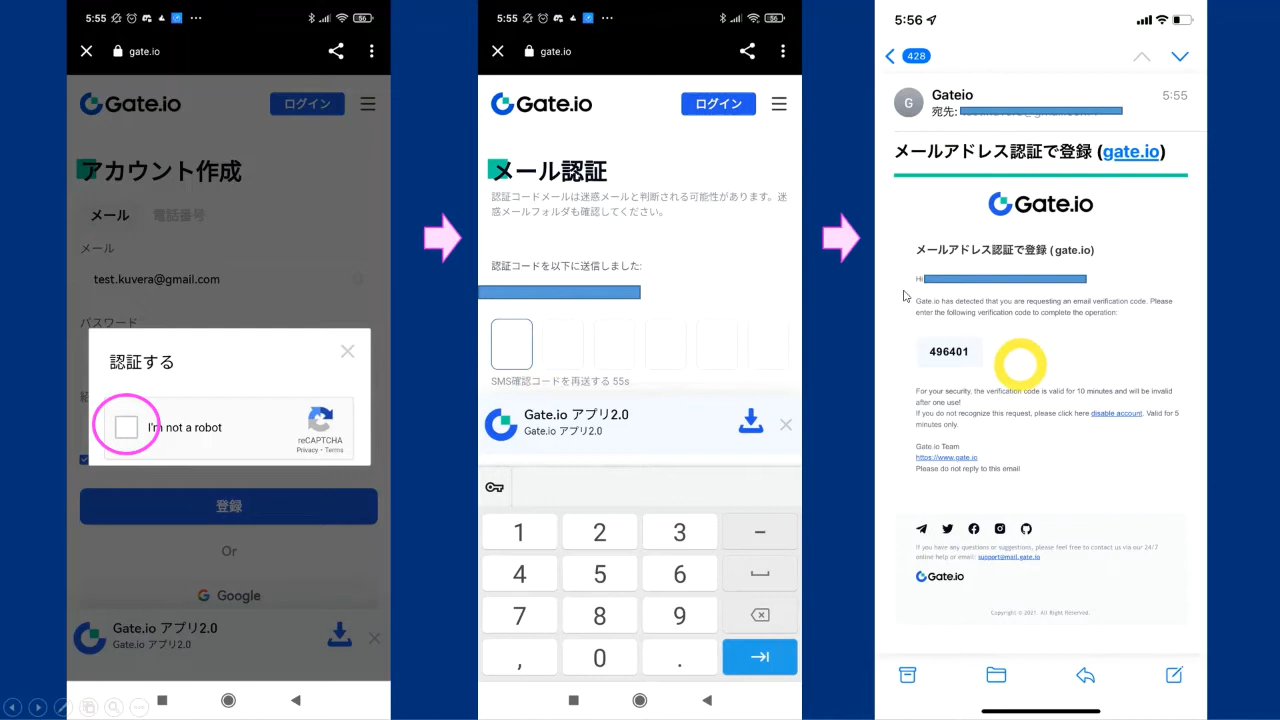 5:55
56
gate.io
Gate.io
ログイン
アカウント作成
メール 電話番号
メール
test.kuvera@gmail.com
パスワード
認証する
I'm not a robot
reCAPTCHA
Privacy - Terms
登録
Or
Google
Gate.io アプリ2.0
Gate.io アプリ2.0
5:55
56
gate.io
Gate.io
ログイン
メール認証
認証コードメールは迷惑メールと判断される可能性があります。迷
惑メールフォルダも確認してください。
認証コードを以下に送信しました:
SMS確認コードを再送する 55s
Gate.io アプリ2.0
Gate.io アプリ2.0
1 2 3 −
4 5 6
7 8 9
, 0 .
5:56
428
G
Gateio
5:55
宛先:
メールアドレス認証で登録 (gate.io)
Gate.io
メールアドレス認証で登録 (gate.io)
Hi
Gate.io has detected that you are requesting an email verification code. Please
enter the following verification code to complete the operation:
496401
For your security, the verification code is valid for 10 minutes and will be invalid
after one use!
If you do not recognize this request, please click here disable account. Valid for 5
minutes only.
Gate.io Team
https://www.gate.io
Please do not reply to this email
If you have any questions or suggestions, please feel free to contact us via our 24/7
online help or email: support@mail.gate.io
Gate.io
Copyright © 2021. All Right Reserved.